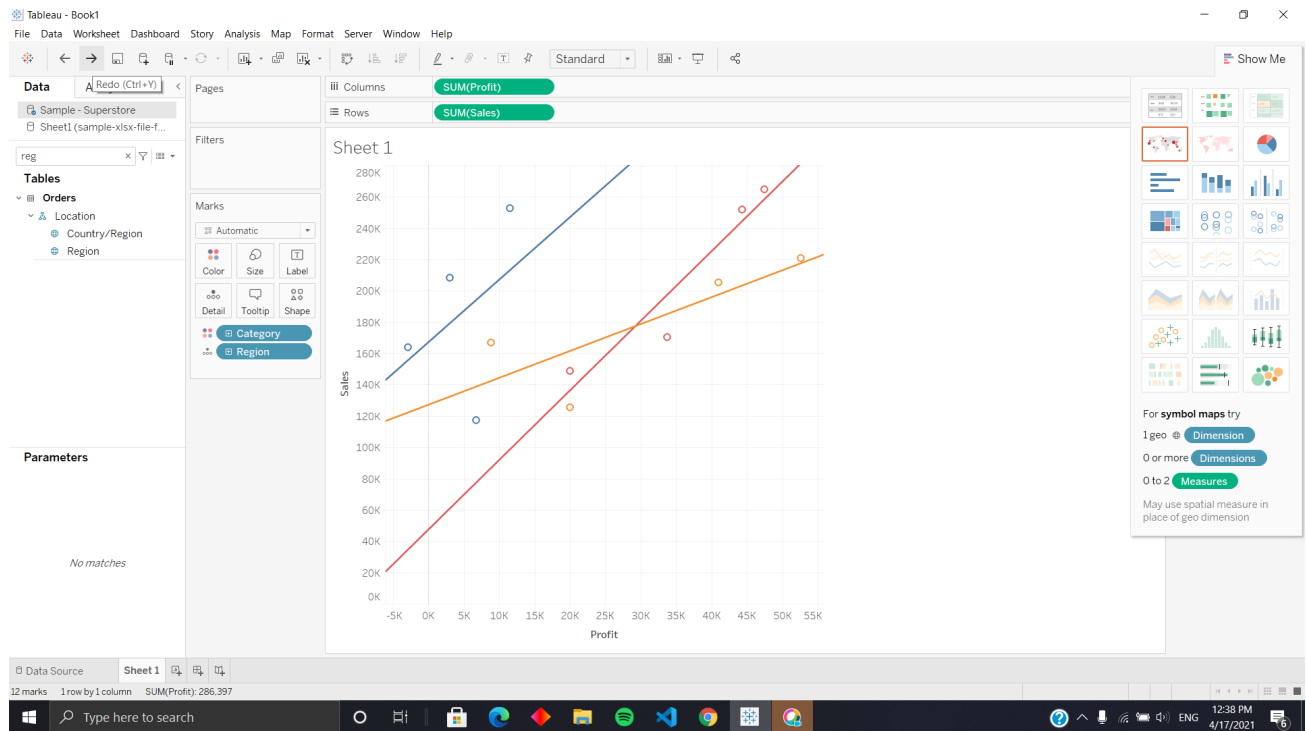 Tableau - Book1
File Data Worksheet Dashboard Story Analysis Map Format Server Window Help
Standard
Show Me
Data
A
Redo (Ctrl+Y)
Pages
iii Columns
SUM(Profit)
Sample - Superstore
Rows
SUM(Sales)
Sheet1 (sample-xlsx-file-f...
Filters
Sheet 1
reg
Tables
Orders
Location
Country/Region
Region
Marks
Automatic
Color Size Label
Detail Tooltip Shape
Category
Region
280K
260K
240K
220K
200K
180K
160K
140K
120K
100K
80K
60K
40K
20K
0K
Sales
-5K 0K 5K 10K 15K 20K 25K 30K 35K 40K 45K 50K 55K
Profit
For symbol maps try
1 geo Dimension
0 or more Dimensions
0 to 2 Measures
May use spatial measure in
place of geo dimension
Parameters
No matches
Data Source Sheet 1
12 marks 1 row by 1 column SUM(Profit): 286.397
Type here to search
ENG
12:38 PM
4/17/2021
6